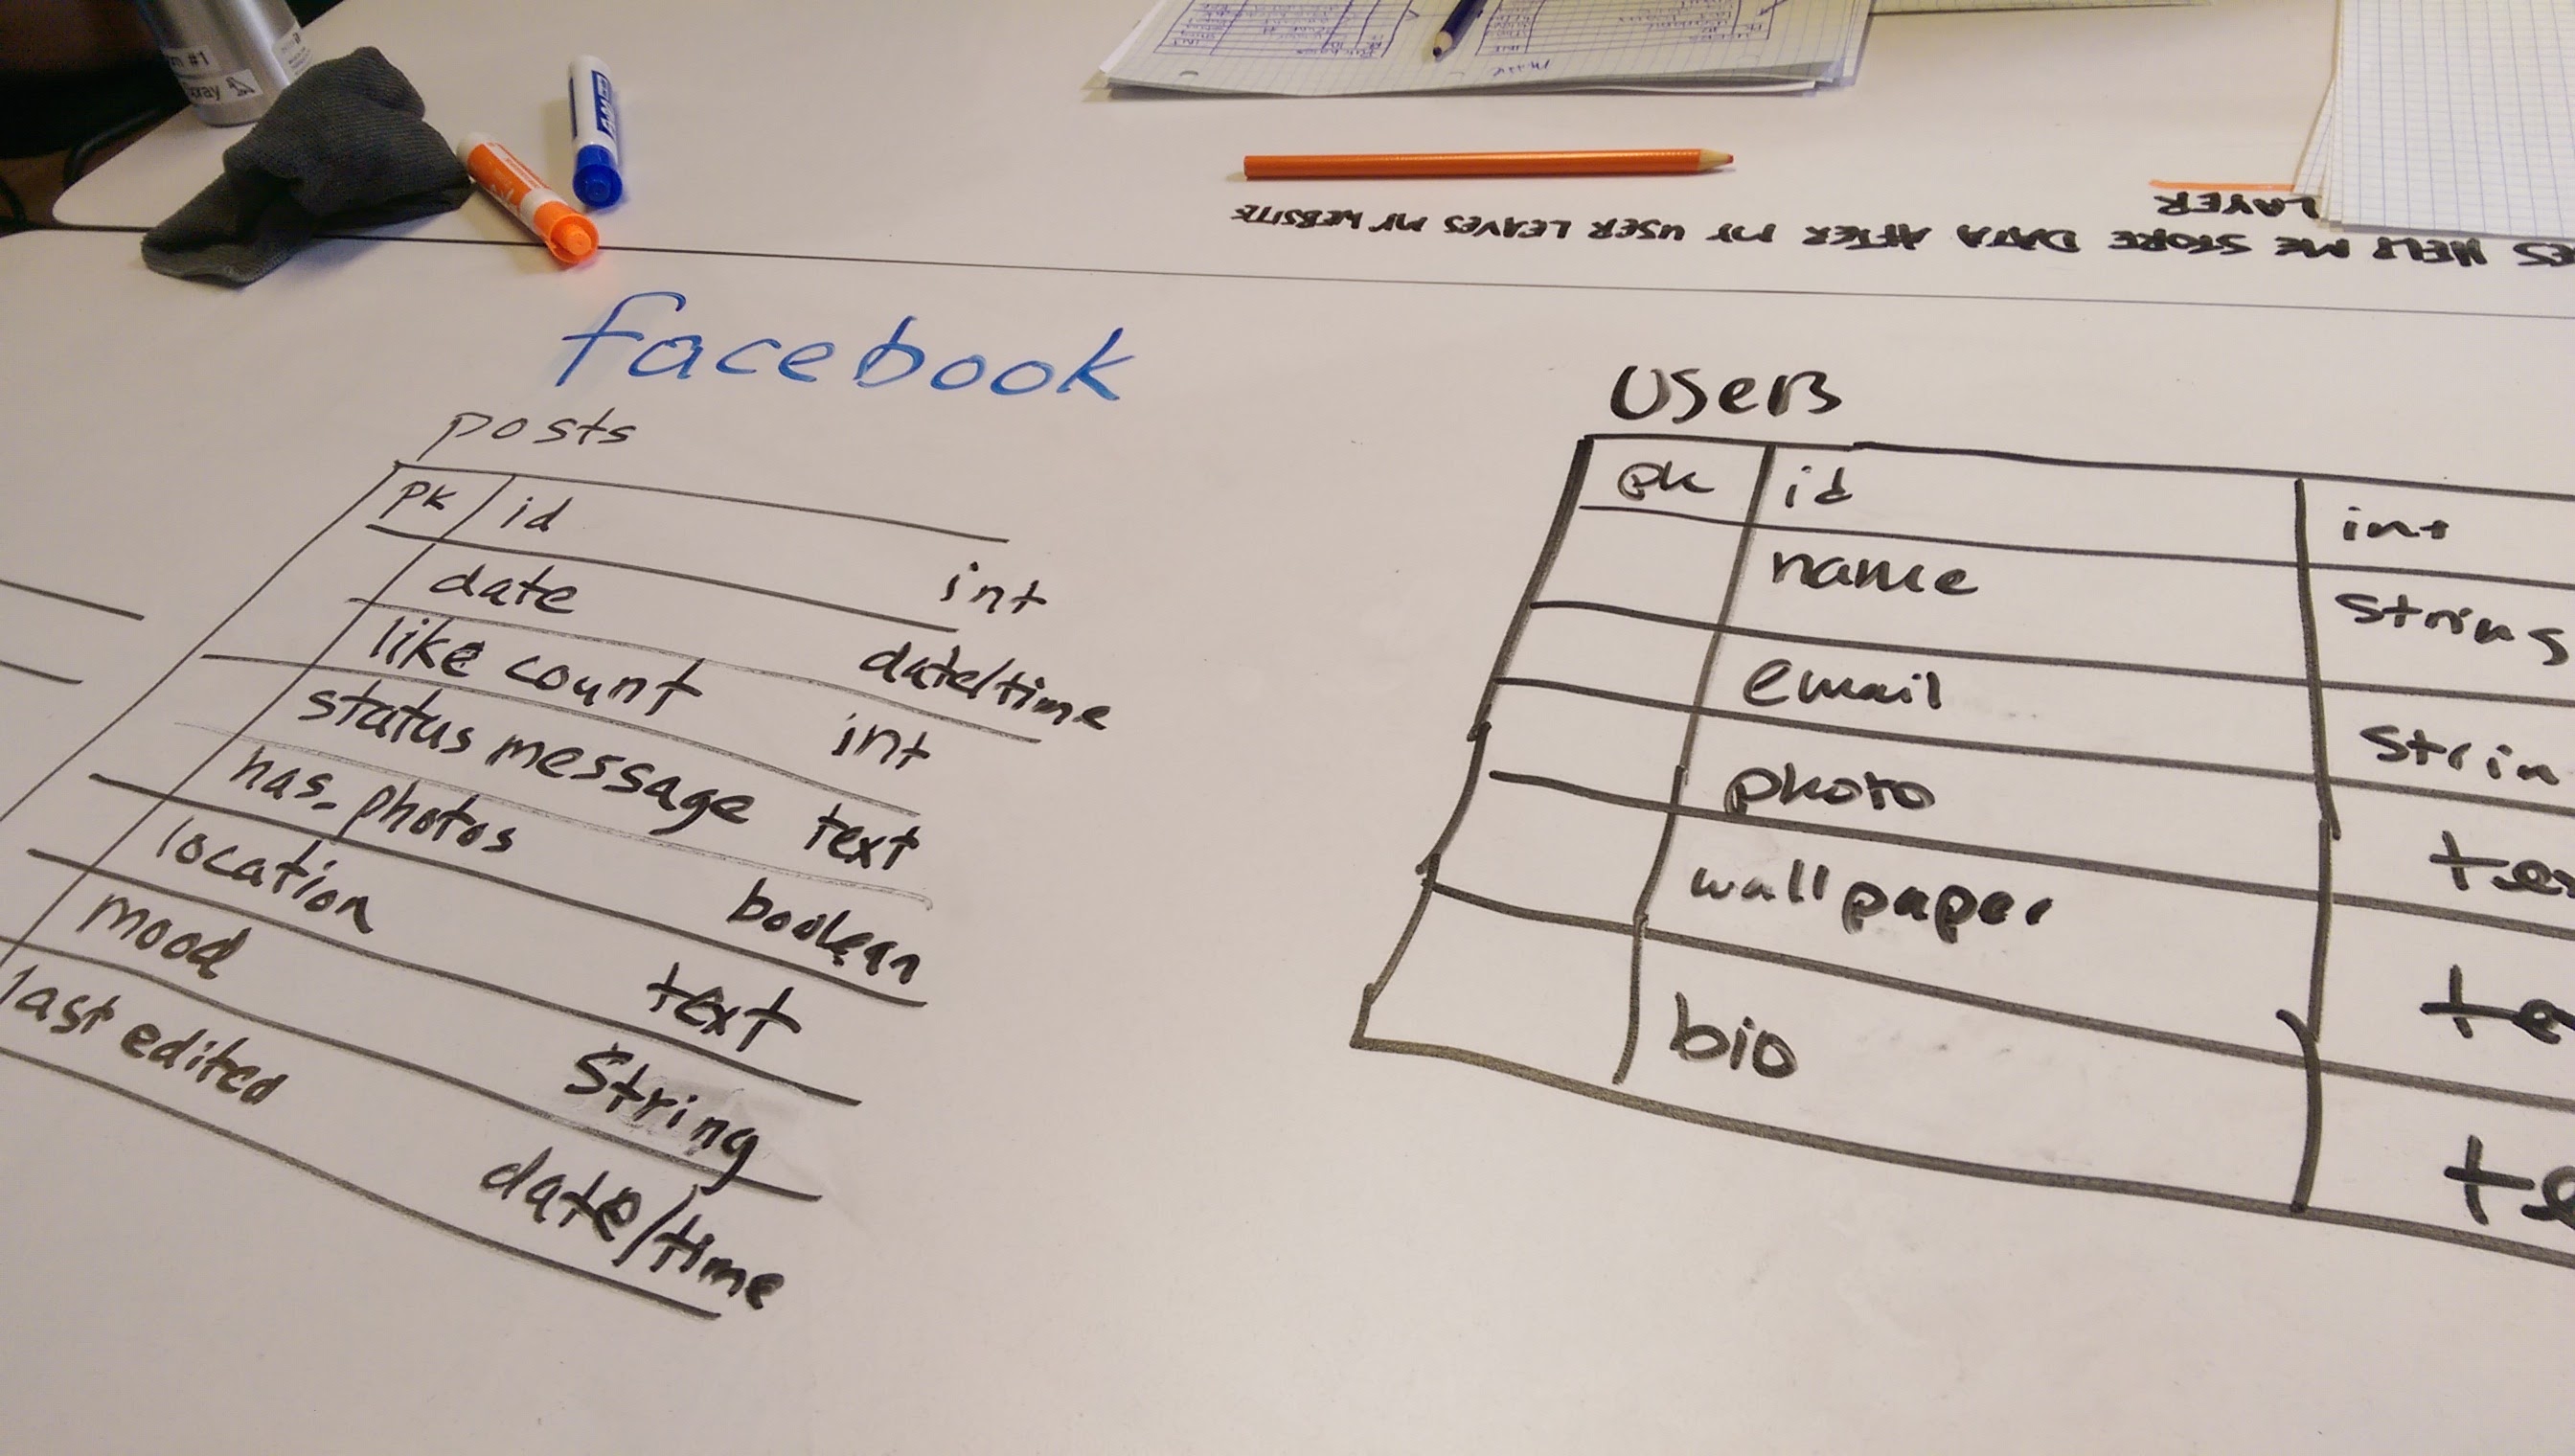 #1
LAYER
HELP ME STORE DATA AFTER MY USER LEAVES MY WEBSITE
facebook
posts
pk id int
date date/time
like count int
status message text
has_photos boolean
location text
mood String
last edited date/time
Users
pk id int
name String
email Strin
photo te
wallpaper te
bio te